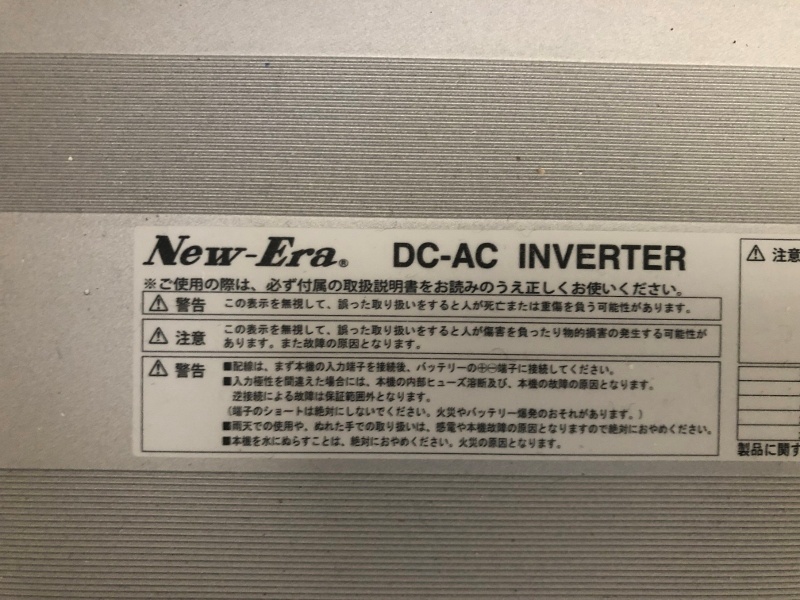 New-Era® DC-AC INVERTER
※ご使用の際は、必ず付属の取扱説明書をお読みのうえ正しくお使いください。
⚠ 警告 この表示を無視して、誤った取り扱いをすると人が死亡または重傷を負う可能性があります。
⚠ 注意 この表示を無視して、誤った取り扱いをすると人が傷害を負ったり物的損害の発生する可能性が
あります。また故障の原因となります。
⚠ 警告 ■配線は、まず本機の入力端子を接続後、バッテリーの⊕⊖端子に接続してください。
■入力極性を間違えた場合には、本機の内部ヒューズ溶断及び、本機の故障の原因となります。
逆接続による故障は保証範囲外となります。
(端子のショートは絶対にしないでください。火災やバッテリー爆発のおそれがあります。)
■雨天での使用や、ぬれた手での取り扱いは、感電や本機故障の原因となりますので絶対におやめください。
■本機を水にぬらすことは、絶対におやめください。火災の原因となります。
⚠ 注意
製品に関す